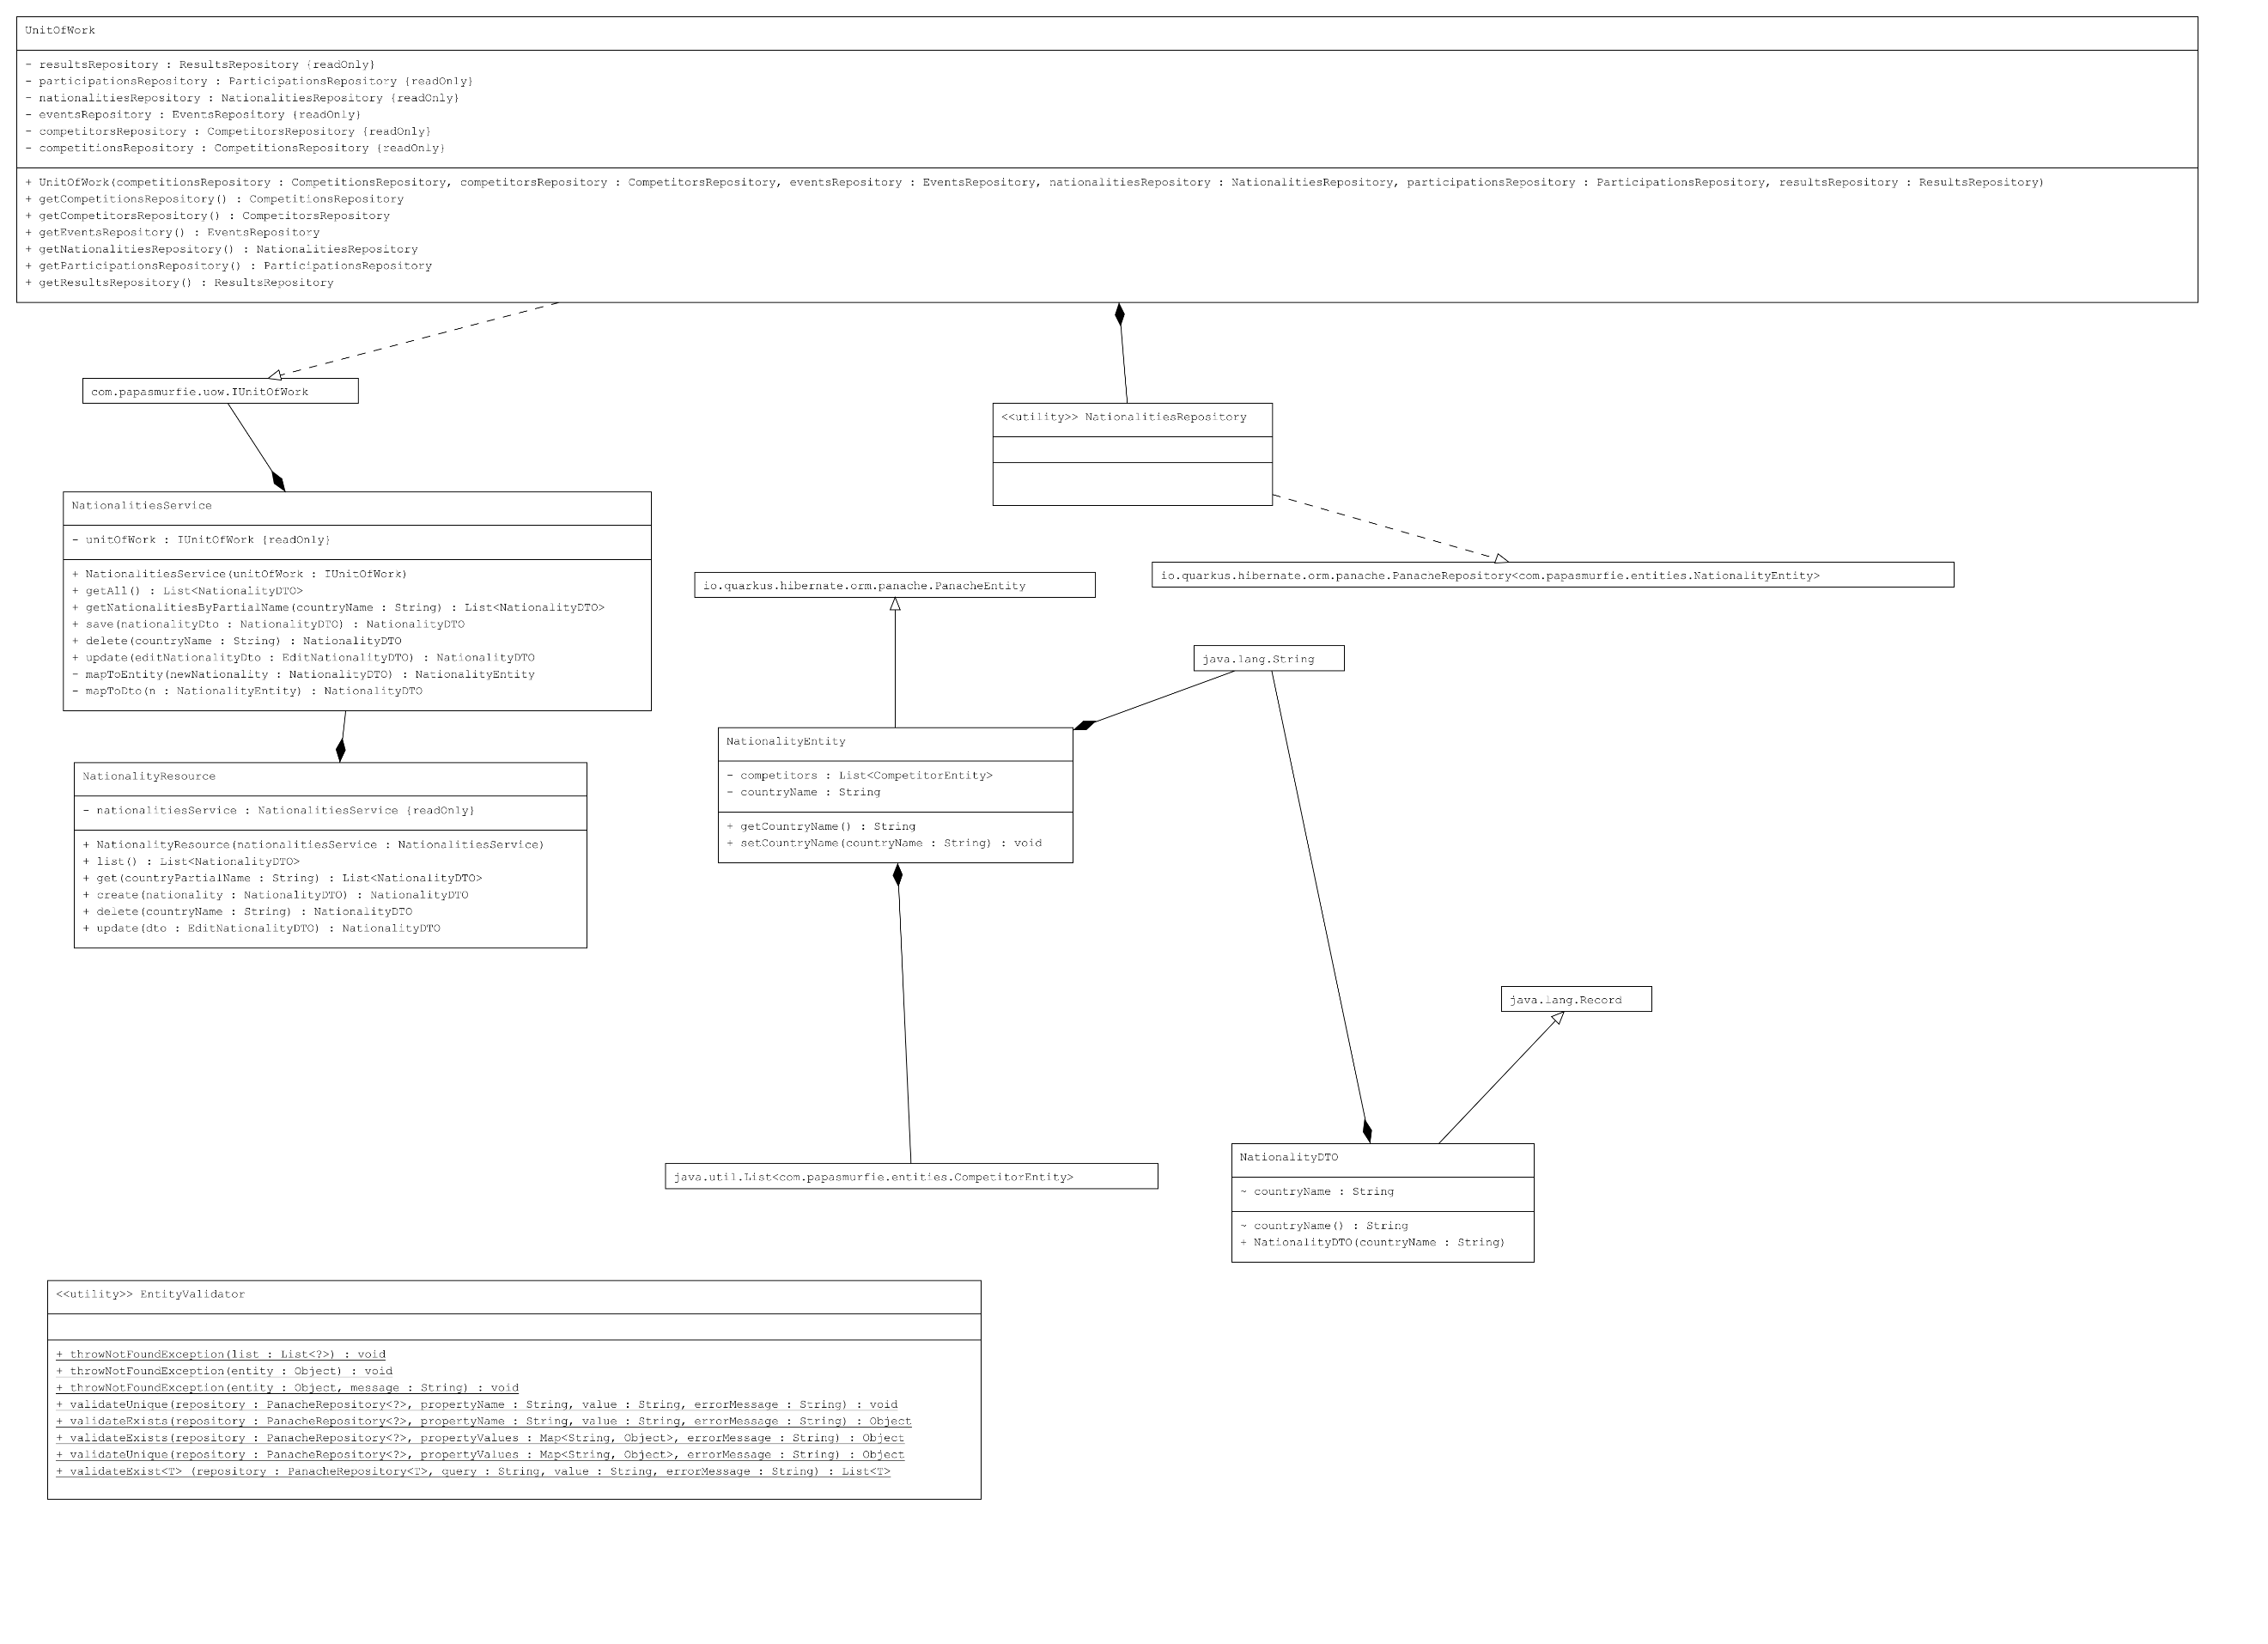 UnitOfWork
- resultsRepository : ResultsRepository {readOnly}
- participationsRepository : ParticipationsRepository {readOnly}
- nationalitiesRepository : NationalitiesRepository {readOnly}
- eventsRepository : EventsRepository {readOnly}
- competitorsRepository : CompetitorsRepository {readOnly}
- competitionsRepository : CompetitionsRepository {readOnly}
+ UnitOfWork(competitionsRepository : CompetitionsRepository, competitorsRepository : CompetitorsRepository, eventsRepository : EventsRepository, nationalitiesRepository : NationalitiesRepository, participationsRepository : ParticipationsRepository, resultsRepository : ResultsRepository)
+ getCompetitionsRepository() : CompetitionsRepository
+ getCompetitorsRepository() : CompetitorsRepository
+ getEventsRepository() : EventsRepository
+ getNationalitiesRepository() : NationalitiesRepository
+ getParticipationsRepository() : ParticipationsRepository
+ getResultsRepository() : ResultsRepository
com.papasmurfie.uow.IUnitOfWork
<<utility>> NationalitiesRepository
NationalitiesService
- unitOfWork : IUnitOfWork {readOnly}
+ NationalitiesService(unitOfWork : IUnitOfWork)
+ getAll() : List<NationalityDTO>
+ getNationalitiesByPartialName(countryName : String) : List<NationalityDTO>
+ save(nationalityDto : NationalityDTO) : NationalityDTO
+ delete(countryName : String) : NationalityDTO
+ update(editNationalityDto : EditNationalityDTO) : NationalityDTO
- mapToEntity(newNationality : NationalityDTO) : NationalityEntity
- mapToDto(n : NationalityEntity) : NationalityDTO
io.quarkus.hibernate.orm.panache.PanacheEntity
io.quarkus.hibernate.orm.panache.PanacheRepository<com.papasmurfie.entities.NationalityEntity>
java.lang.String
NationalityEntity
- competitors : List<CompetitorEntity>
- countryName : String
+ getCountryName() : String
+ setCountryName(countryName : String) : void
NationalityResource
- nationalitiesService : NationalitiesService {readOnly}
+ NationalityResource(nationalitiesService : NationalitiesService)
+ list() : List<NationalityDTO>
+ get(countryPartialName : String) : List<NationalityDTO>
+ create(nationality : NationalityDTO) : NationalityDTO
+ delete(countryName : String) : NationalityDTO
+ update(dto : EditNationalityDTO) : NationalityDTO
java.lang.Record
java.util.List<com.papasmurfie.entities.CompetitorEntity>
NationalityDTO
~ countryName : String
~ countryName() : String
+ NationalityDTO(countryName : String)
<<utility>> EntityValidator
+ throwNotFoundException(list : List<?>) : void
+ throwNotFoundException(entity : Object) : void
+ throwNotFoundException(entity : Object, message : String) : void
+ validateUnique(repository : PanacheRepository<?>, propertyName : String, value : String, errorMessage : String) : void
+ validateExists(repository : PanacheRepository<?>, propertyName : String, value : String, errorMessage : String) : Object
+ validateExists(repository : PanacheRepository<?>, propertyValues : Map<String, Object>, errorMessage : String) : Object
+ validateUnique(repository : PanacheRepository<?>, propertyValues : Map<String, Object>, errorMessage : String) : Object
+ validateExist<T> (repository : PanacheRepository<T>, query : String, value : String, errorMessage : String) : List<T>